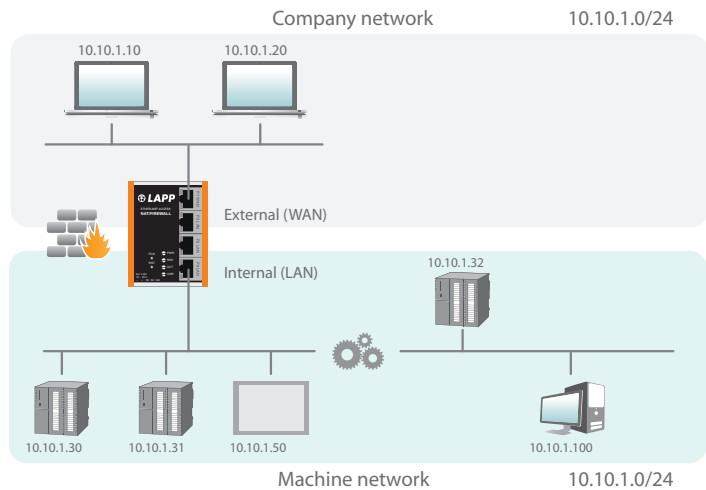 Company network 10.10.1.0/24
10.10.1.10 10.10.1.20
LAPP
NAT/FIREWALL
External (WAN)
Internal (LAN)
10.10.1.32
10.10.1.30 10.10.1.31 10.10.1.50 10.10.1.100
Machine network 10.10.1.0/24